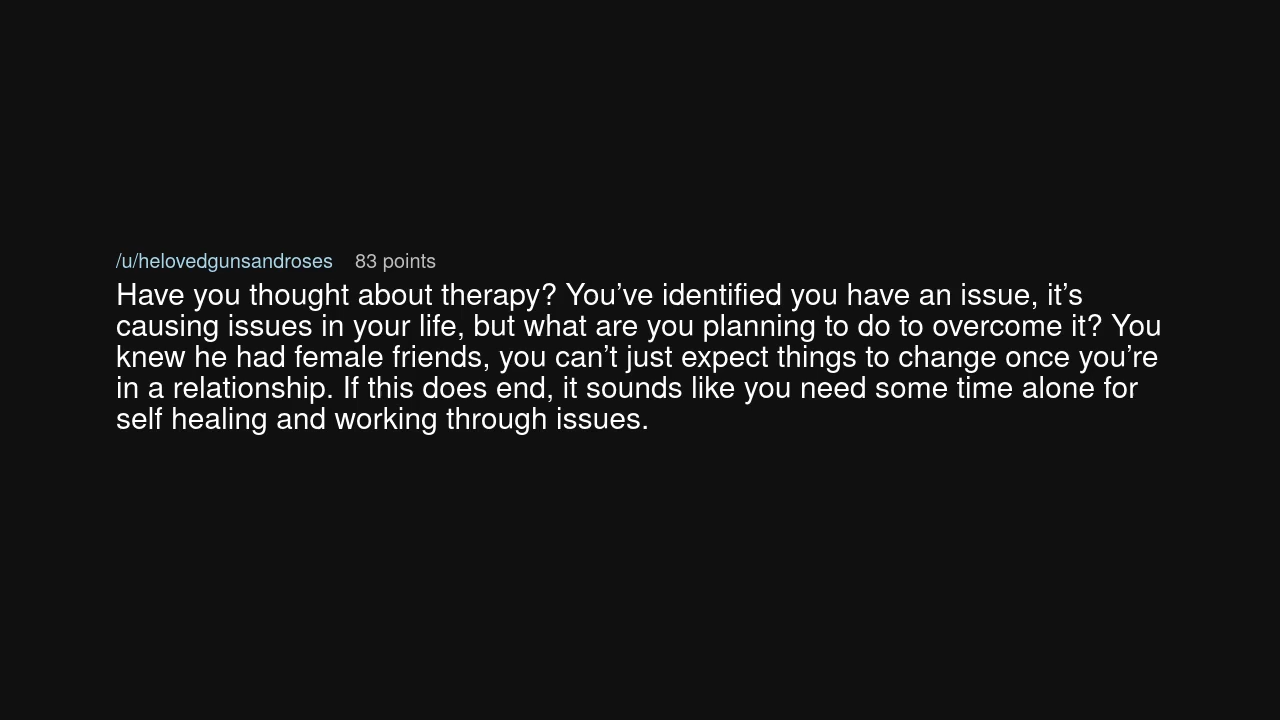 /u/helovedgunsandroses 83 points
Have you thought about therapy? You’ve identified you have an issue, it’s
causing issues in your life, but what are you planning to do to overcome it? You
knew he had female friends, you can’t just expect things to change once you’re
in a relationship. If this does end, it sounds like you need some time alone for
self healing and working through issues.